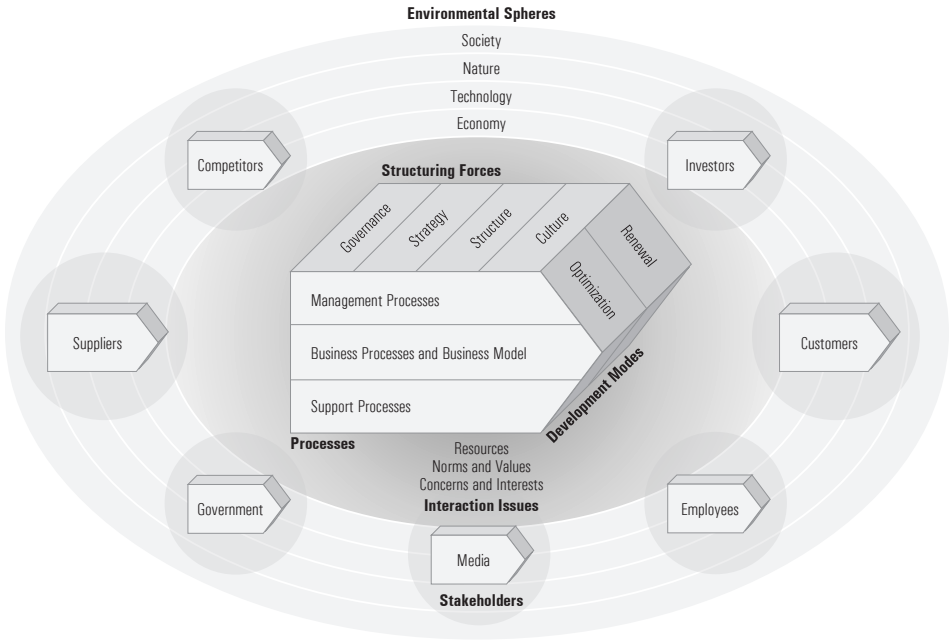 Environmental Spheres
Society
Nature
Technology
Economy
Competitors
Investors
Structuring Forces
Governance
Strategy
Structure
Culture
Renewal
Optimization
Management Processes
Suppliers
Business Processes and Business Model
Customers
Support Processes
Development Modes
Processes
Resources
Norms and Values
Concerns and Interests
Interaction Issues
Government
Employees
Media
Stakeholders